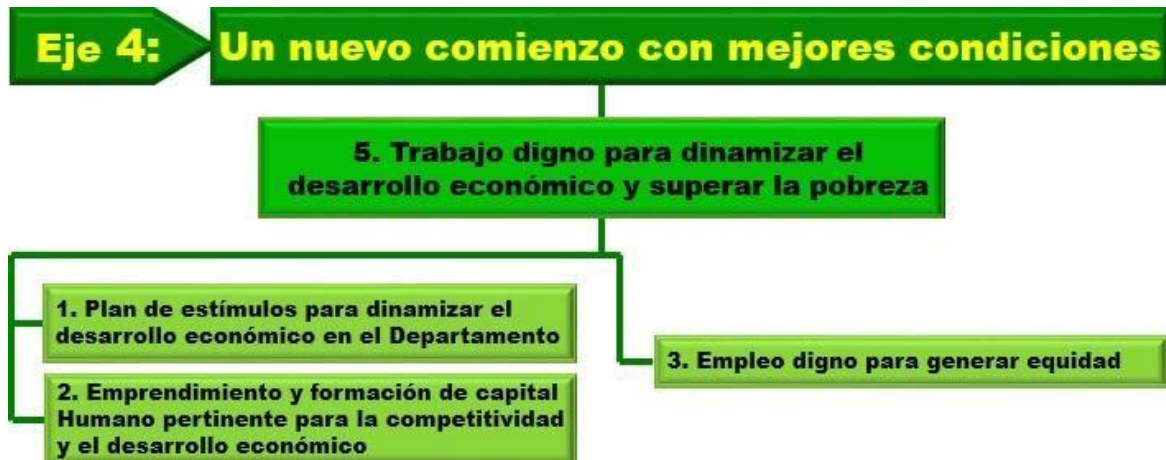 Eje 4:
Un nuevo comienzo con mejores condiciones
5. Trabajo digno para dinamizar el
desarrollo económico y superar la pobreza
1. Plan de estímulos para dinamizar el
desarrollo económico en el Departamento
2. Emprendimiento y formación de capital
Humano pertinente para la competitividad
y el desarrollo económico
3. Empleo digno para generar equidad